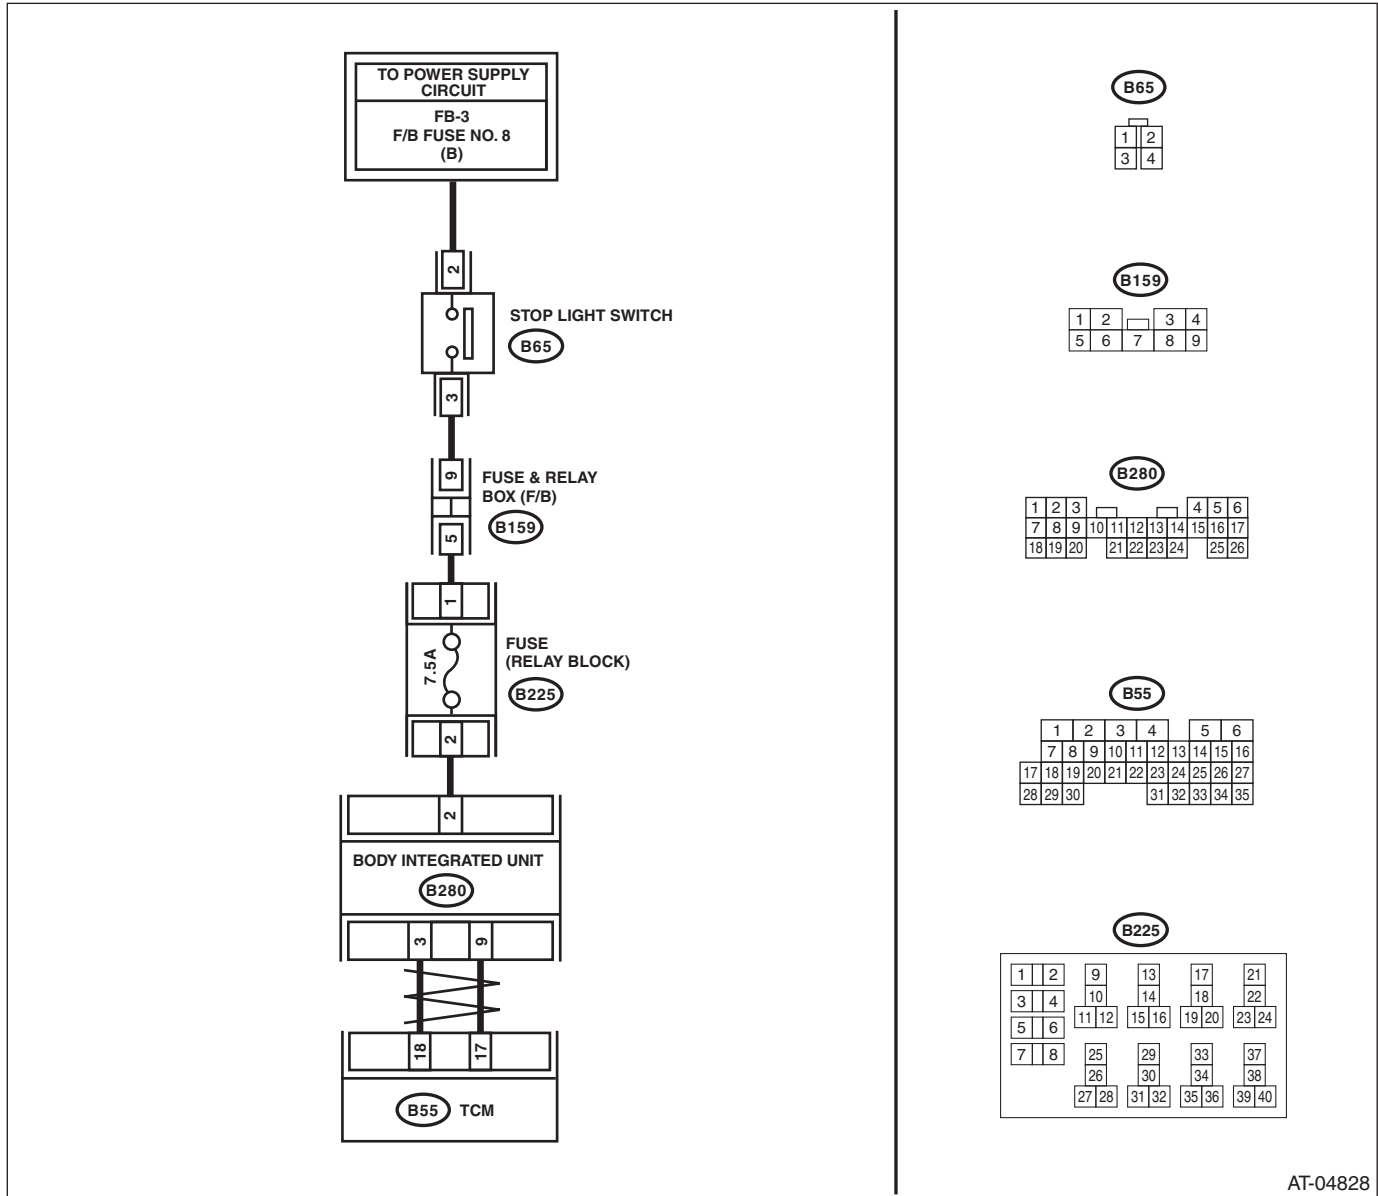 TO POWER SUPPLY
CIRCUIT
FB-3
F/B FUSE NO. 8
(B)
2
STOP LIGHT SWITCH
B65
3
9
FUSE & RELAY
BOX (F/B)
B159
5
1
7.5A
FUSE
(RELAY BLOCK)
B225
2
2
BODY INTEGRATED UNIT
B280
3 9
18 17
B55 TCM
B65
1 2
3 4
B159
1 2 3 4
5 6 7 8 9
B280
1 2 3 4 5 6
7 8 9 10 11 12 13 14 15 16 17
18 19 20 21 22 23 24 25 26
B55
1 2 3 4 5 6
7 8 9 10 11 12 13 14 15 16
17 18 19 20 21 22 23 24 25 26 27
28 29 30 31 32 33 34 35
B225
1 2 9 13 17 21
3 4 10 14 18 22
5 6 11 12 15 16 19 20 23 24
7 8 25 29 33 37
26 30 34 38
27 28 31 32 35 36 39 40
AT-04828